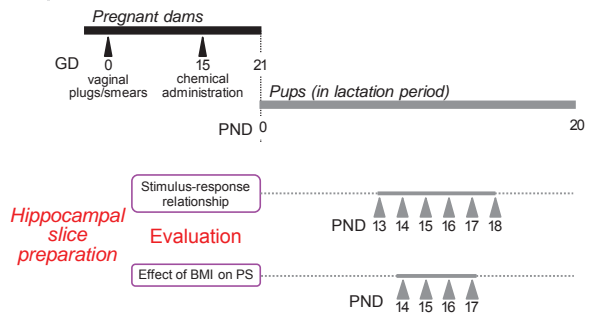 Pregnant dams
GD 0 15 21
vaginal plugs/smears
chemical administration
Pups (in lactation period)
PND 0 20
Stimulus-response
relationship
Hippocampal
slice
preparation
Evaluation
PND 13 14 15 16 17 18
Effect of BMI on PS
PND 14 15 16 17